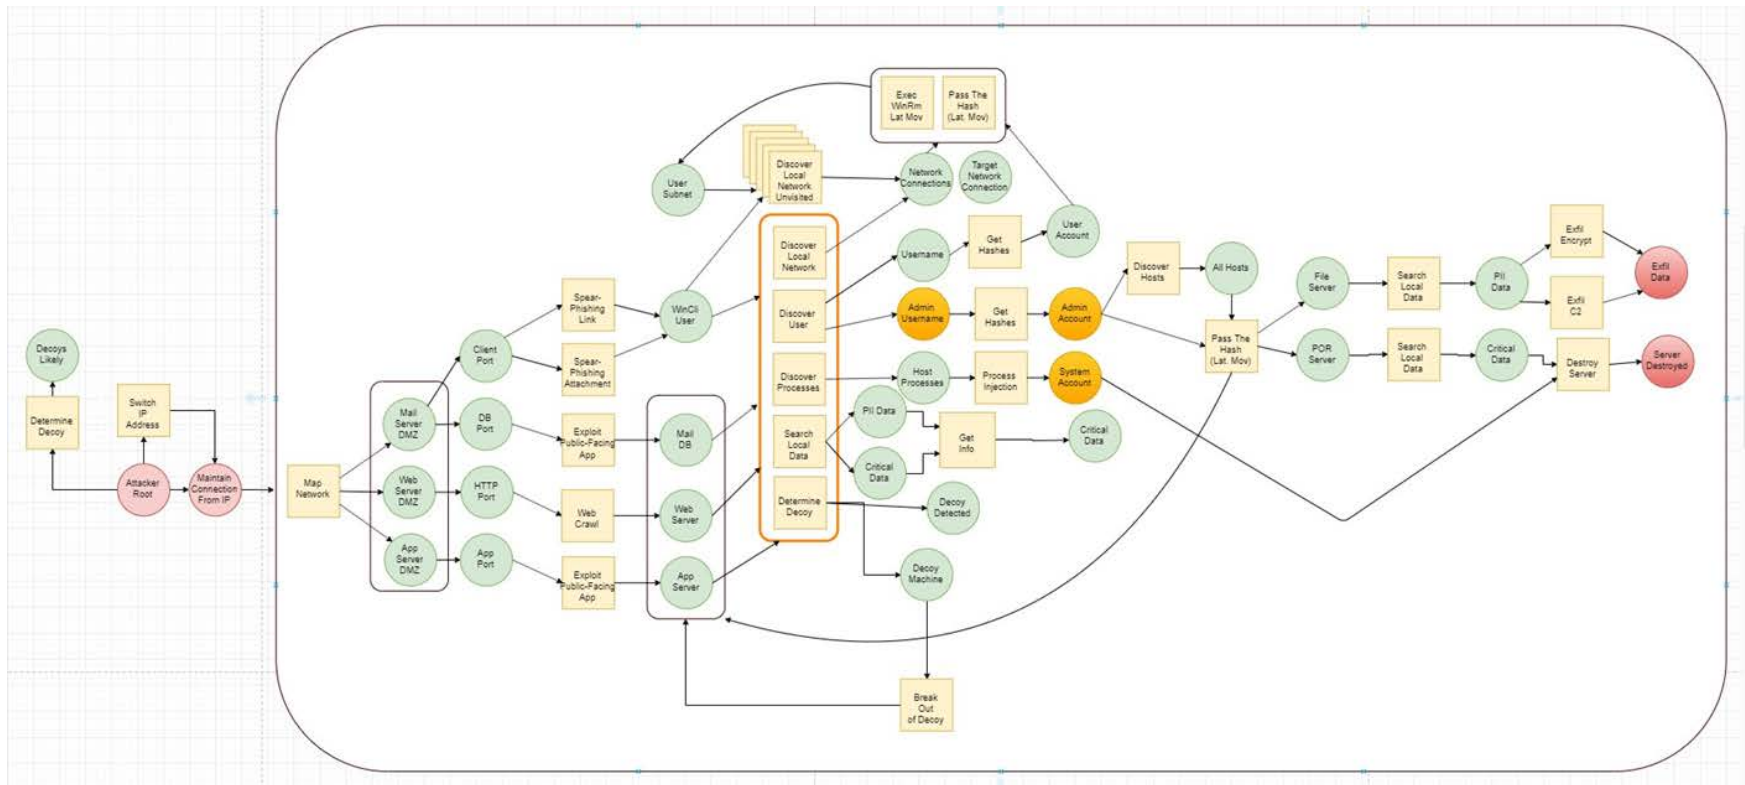 Decoys
Likely
Determine
Decoy
Switch
IP
Address
Attacker
Root
Maintain
Connection
From IP
Map
Network
Mail
Server
DMZ
Web
Server
DMZ
App
Server
DMZ
Client
Port
DB
Port
HTTP
Port
App
Port
Spear-
Phishing
Link
Spear-
Phishing
Attachment
Exploit
Public-Facing
App
Web
Crawl
Exploit
Public-Facing
App
User
Subnet
WinCli
User
Mail
DB
Web
Server
App
Server
Discover
Local
Network
Unvisited
Discover
Local
Network
Discover
User
Discover
Processes
Search
Local
Data
Determine
Decoy
Exec
WinRm
Lat Mov
Pass The
Hash
(Lat. Mov)
Network
Connections
Target
Network
Connection
Username
Get
Hashes
User
Account
Admin
Username
Get
Hashes
Admin
Account
Host
Processes
Process
Injection
System
Account
PII Data
Critical
Data
Get
Info
Critical
Data
Decoy
Detected
Decoy
Machine
Break
Out
of Decoy
Discover
Hosts
All Hosts
Pass The
Hash
(Lat. Mov)
File
Server
Search
Local
Data
PII
Data
Exfil
Encrypt
Exfil
C2
Exfil
Data
POR
Server
Search
Local
Data
Critical
Data
Destroy
Server
Server
Destroyed